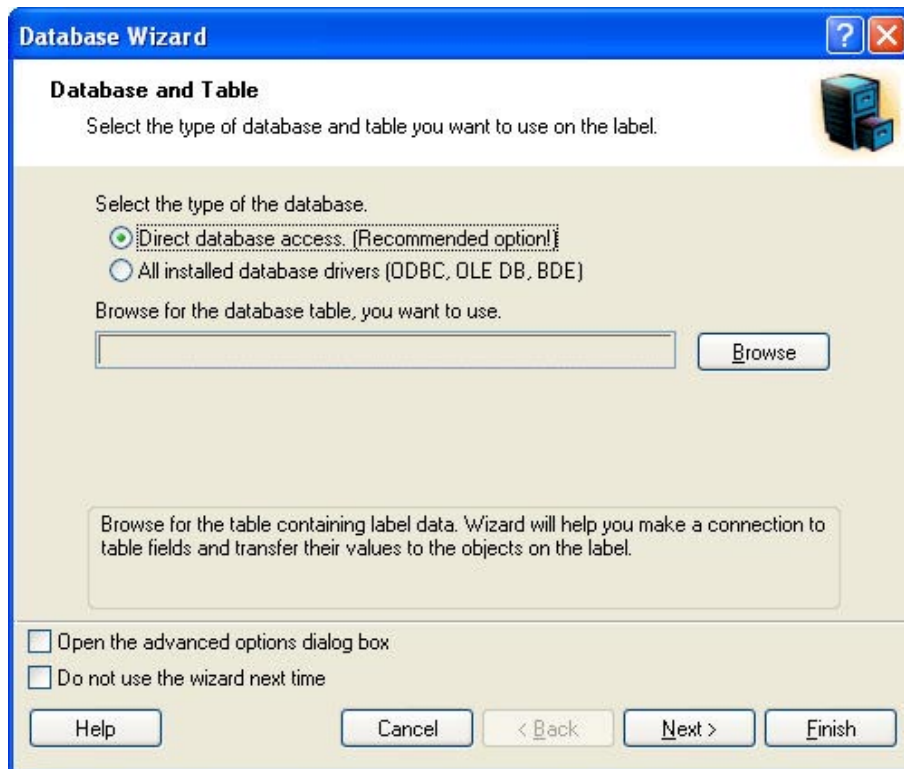 Database Wizard
?
Database and Table
Select the type of database and table you want to use on the label.
Select the type of the database.
Direct database access. (Recommended option!)
All installed database drivers (ODBC, OLE DB, BDE)
Browse for the database table, you want to use.
Browse
Browse for the table containing label data. Wizard will help you make a connection to
table fields and transfer their values to the objects on the label.
Open the advanced options dialog box
Do not use the wizard next time
Help Cancel < Back Next > Finish